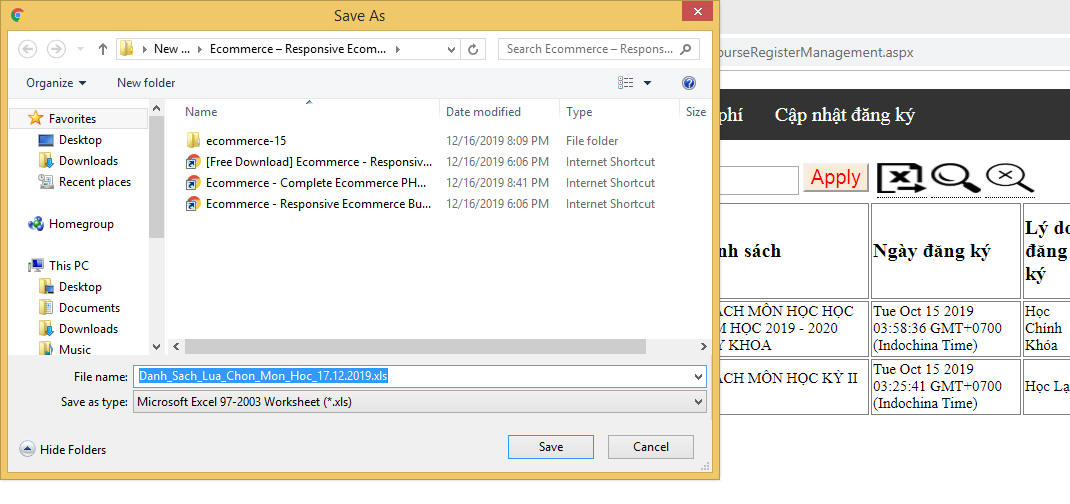 Save As
New ...
Ecommerce – Responsive Ecom...
Search Ecommerce – Respons...
Organize
New folder
Favorites
Desktop
Downloads
Recent places
Homegroup
This PC
Desktop
Documents
Downloads
Music
Name Date modified Type Size
ecommerce-15 12/16/2019 8:09 PM File folder
[Free Download] Ecommerce - Responsiv... 12/16/2019 6:06 PM Internet Shortcut
Ecommerce - Complete Ecommerce PH... 12/16/2019 8:41 PM Internet Shortcut
Ecommerce - Responsive Ecommerce Bu... 12/16/2019 6:06 PM Internet Shortcut
File name: Danh_Sach_Lua_Chon_Mon_Hoc_17.12.2019.xls
Save as type: Microsoft Excel 97-2003 Worksheet (*.xls)
Hide Folders
Save
Cancel
ourseRegisterManagement.aspx
phí
Cập nhật đăng ký
Apply
nh sách
Ngày đăng ký
Lý do
đăng
ký
ÁCH MÔN HỌC HỌC
M HỌC 2019 - 2020
Y KHOA
Tue Oct 15 2019
03:58:36 GMT+0700
(Indochina Time)
Học
Chính
Khóa
ÁCH MÔN HỌC KỲ II
Tue Oct 15 2019
03:25:41 GMT+0700
(Indochina Time)
Học Lạ